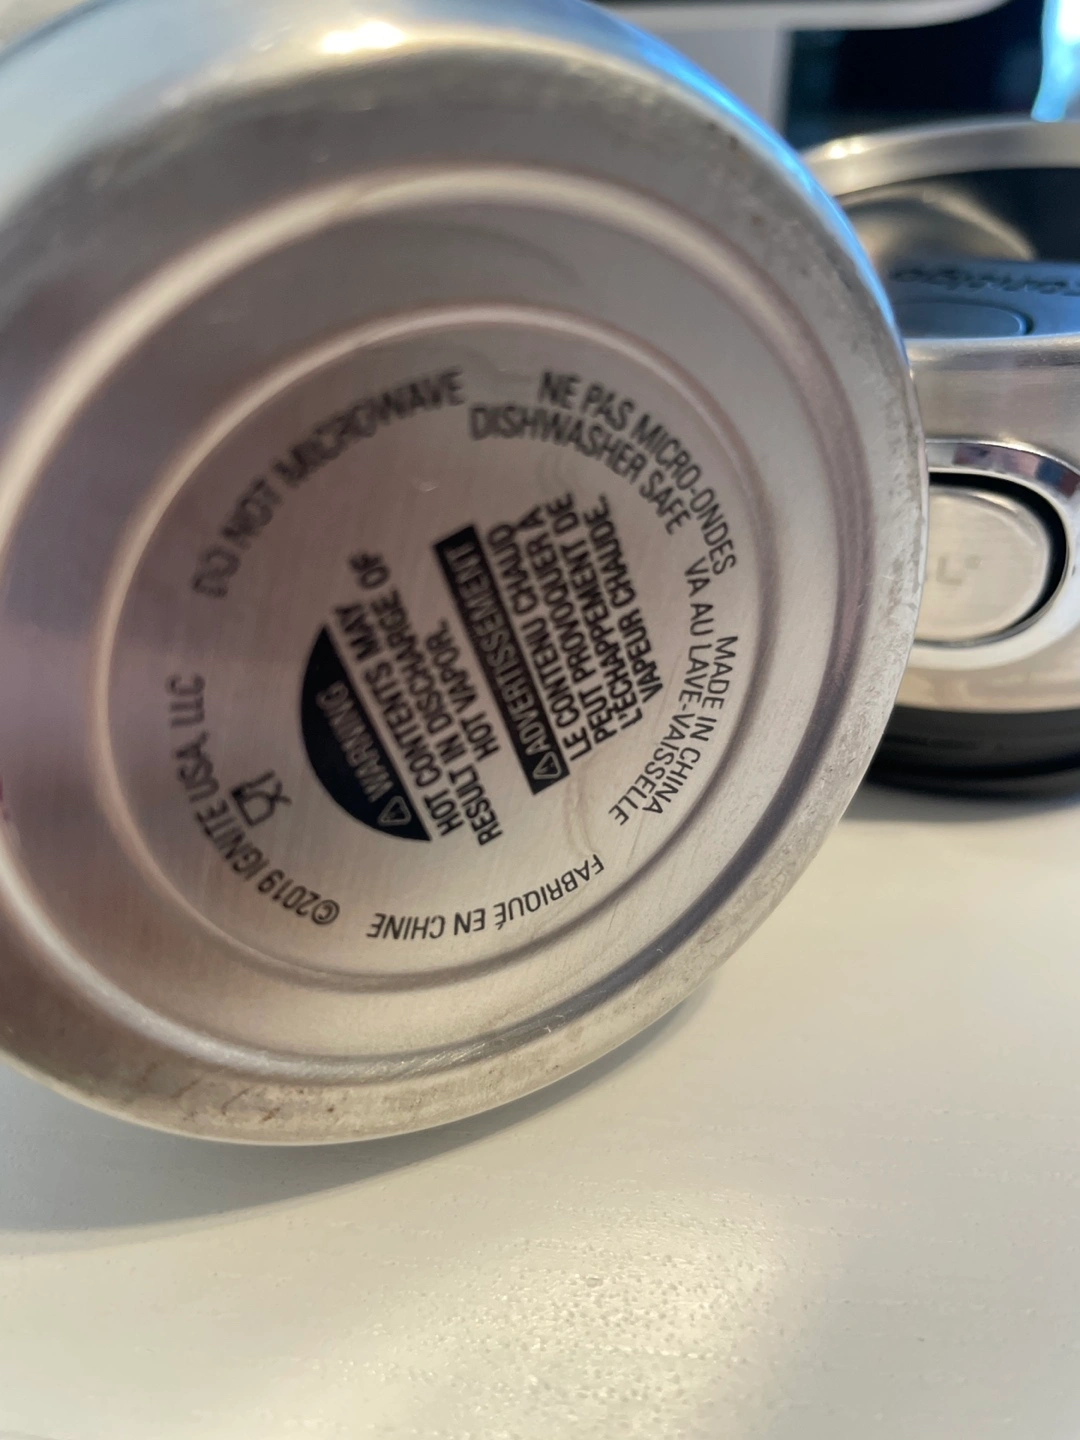 DO NOT MICROWAVE
NE PAS MICRO-ONDES
DISHWASHER SAFE
VA AU LAVE-VAISSELLE
MADE IN CHINA
FABRIQUÉ EN CHINE
©2019 IGNITE USA, LLC
WARNING
HOT CONTENTS MAY
RESULT IN DISCHARGE OF
HOT VAPOR.
ADVERTISSEMENT
LE CONTENU CHAUD
PEUT PROVOQUER A
L'ÉCHAPPEMENT DE
VAPEUR CHAUDE.